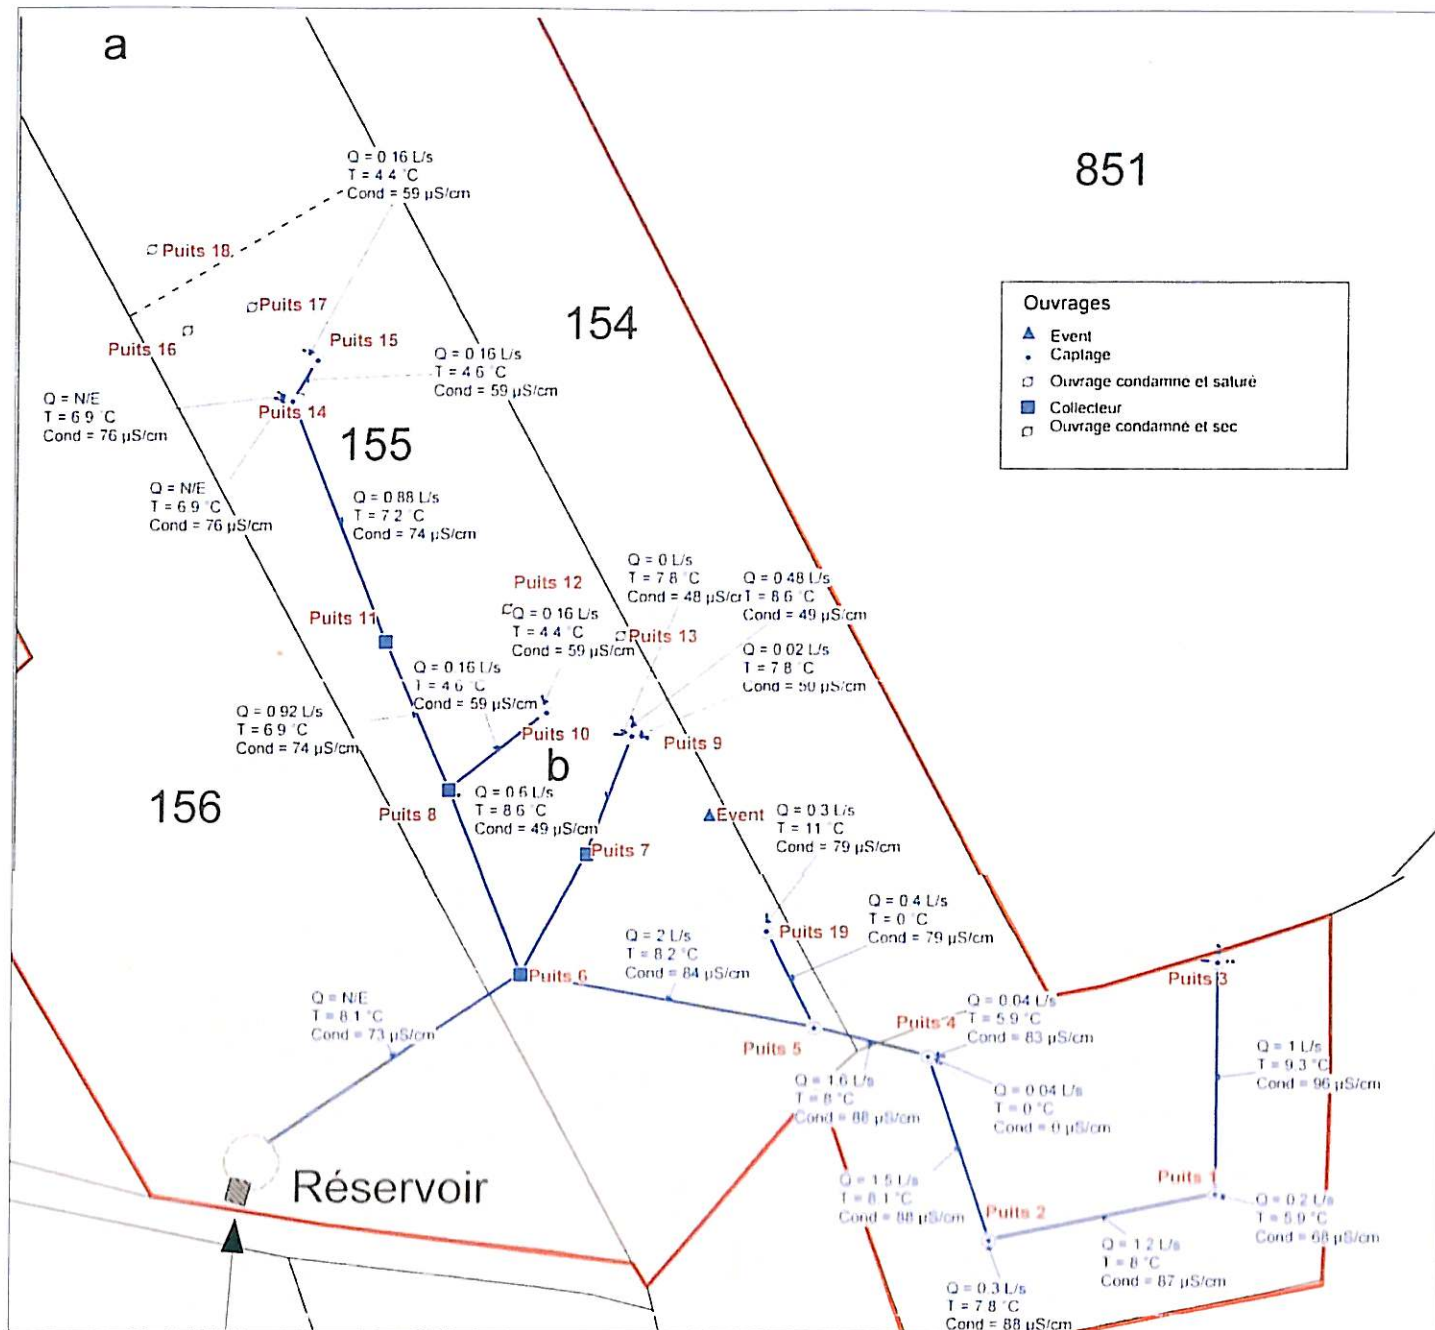 a
851
Q = 0 16 L/s
T = 4 4 °C
Cond = 59 µS/cm
Puits 18
Puits 17
Puits 16
Puits 15
154
Ouvrages
Event
Captage
Ouvrage condamne et saturé
Collecteur
Ouvrage condamné et sec
Q = 0 16 L/s
T = 4 6 °C
Cond = 59 µS/cm
Q = N/E
T = 6 9 °C
Cond = 76 µS/cm
Puits 14
155
Q = N/E
T = 6 9 °C
Cond = 76 µS/cm
Q = 0 88 L/s
T = 7 2 °C
Cond = 74 µS/cm
Puits 12
Q = 0 L/s
T = 7 8 °C
Cond = 48 µS/cm
Q = 0 48 L/s
T = 8 6 °C
Cond = 49 µS/cm
Puits 11
Q = 0 16 L/s
T = 4 4 °C
Cond = 59 µS/cm
Puits 13
Q = 0 02 L/s
T = 7 8 °C
Cond = 50 µS/cm
Q = 0 16 L/s
T = 4 6 °C
Cond = 59 µS/cm
Q = 0 92 L/s
T = 6 9 °C
Cond = 74 µS/cm
Puits 10
Puits 9
b
156
Puits 8
Q = 0 6 L/s
T = 8 6 °C
Cond = 49 µS/cm
Event
Q = 0.3 L/s
T = 11 °C
Cond = 79 µS/cm
Puits 7
Q = 0 4 L/s
T = 0 °C
Cond = 79 µS/cm
Puits 19
Q = 2 L/s
T = 8 2 °C
Cond = 84 µS/cm
Puits 6
Puits 3
Q = N/E
T = 8 1 °C
Cond = 73 µS/cm
Puits 4
Q = 0.04 L/s
T = 5 9 °C
Cond = 83 µS/cm
Puits 5
Q = 1 L/s
T = 9.3 °C
Cond = 96 µS/cm
Q = 1.6 L/s
T = 8 °C
Cond = 88 µS/cm
Q = 0 04 L/s
T = 0 °C
Cond = 0 µS/cm
Réservoir
Q = 1 5 L/s
T = 8 1 °C
Cond = 88 µS/cm
Puits 1
Puits 2
Q = 0.2 L/s
T = 5 9 °C
Cond = 68 µS/cm
Q = 1 2 L/s
T = 8 °C
Cond = 87 µS/cm
Q = 0.3 L/s
T = 7 8 °C
Cond = 88 µS/cm